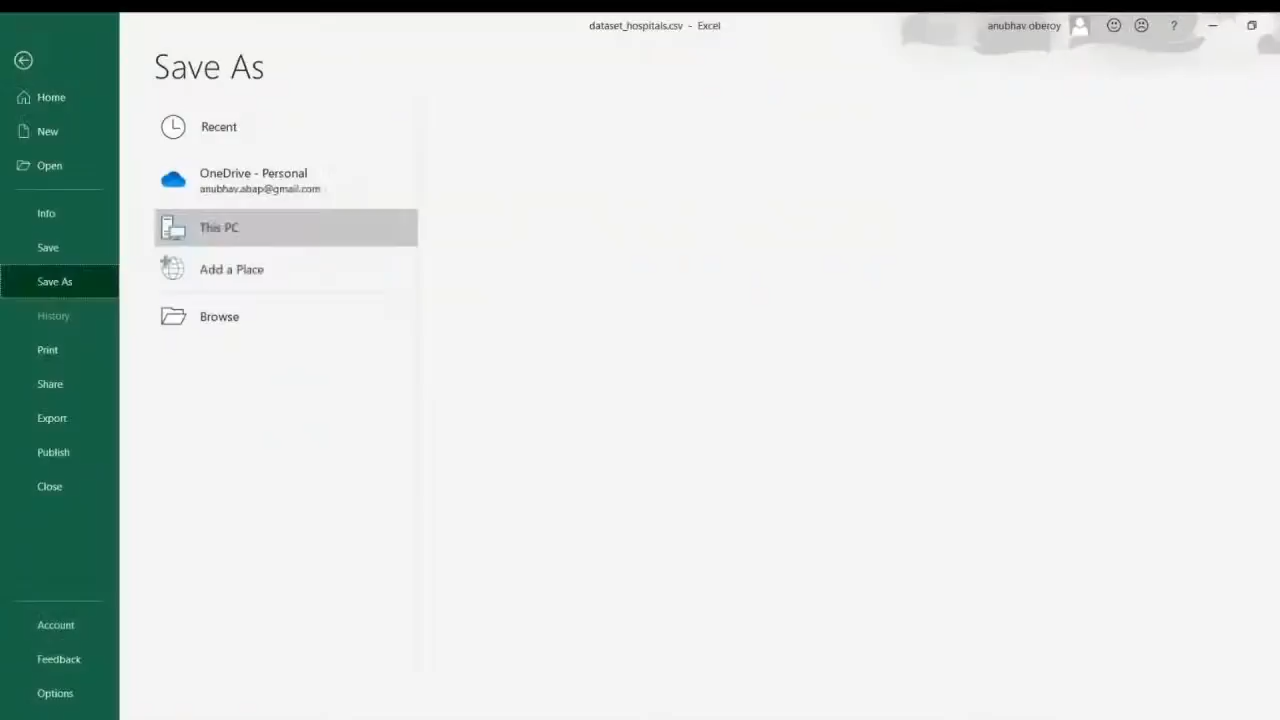 dataset_hospitals.csv - Excel
anubhav oberoy
?
Save As
Home
New
Open
Info
Save
Save As
History
Print
Share
Export
Publish
Close
Account
Feedback
Options
Recent
OneDrive - Personal
anubhav.abap@gmail.com
This PC
Add a Place
Browse